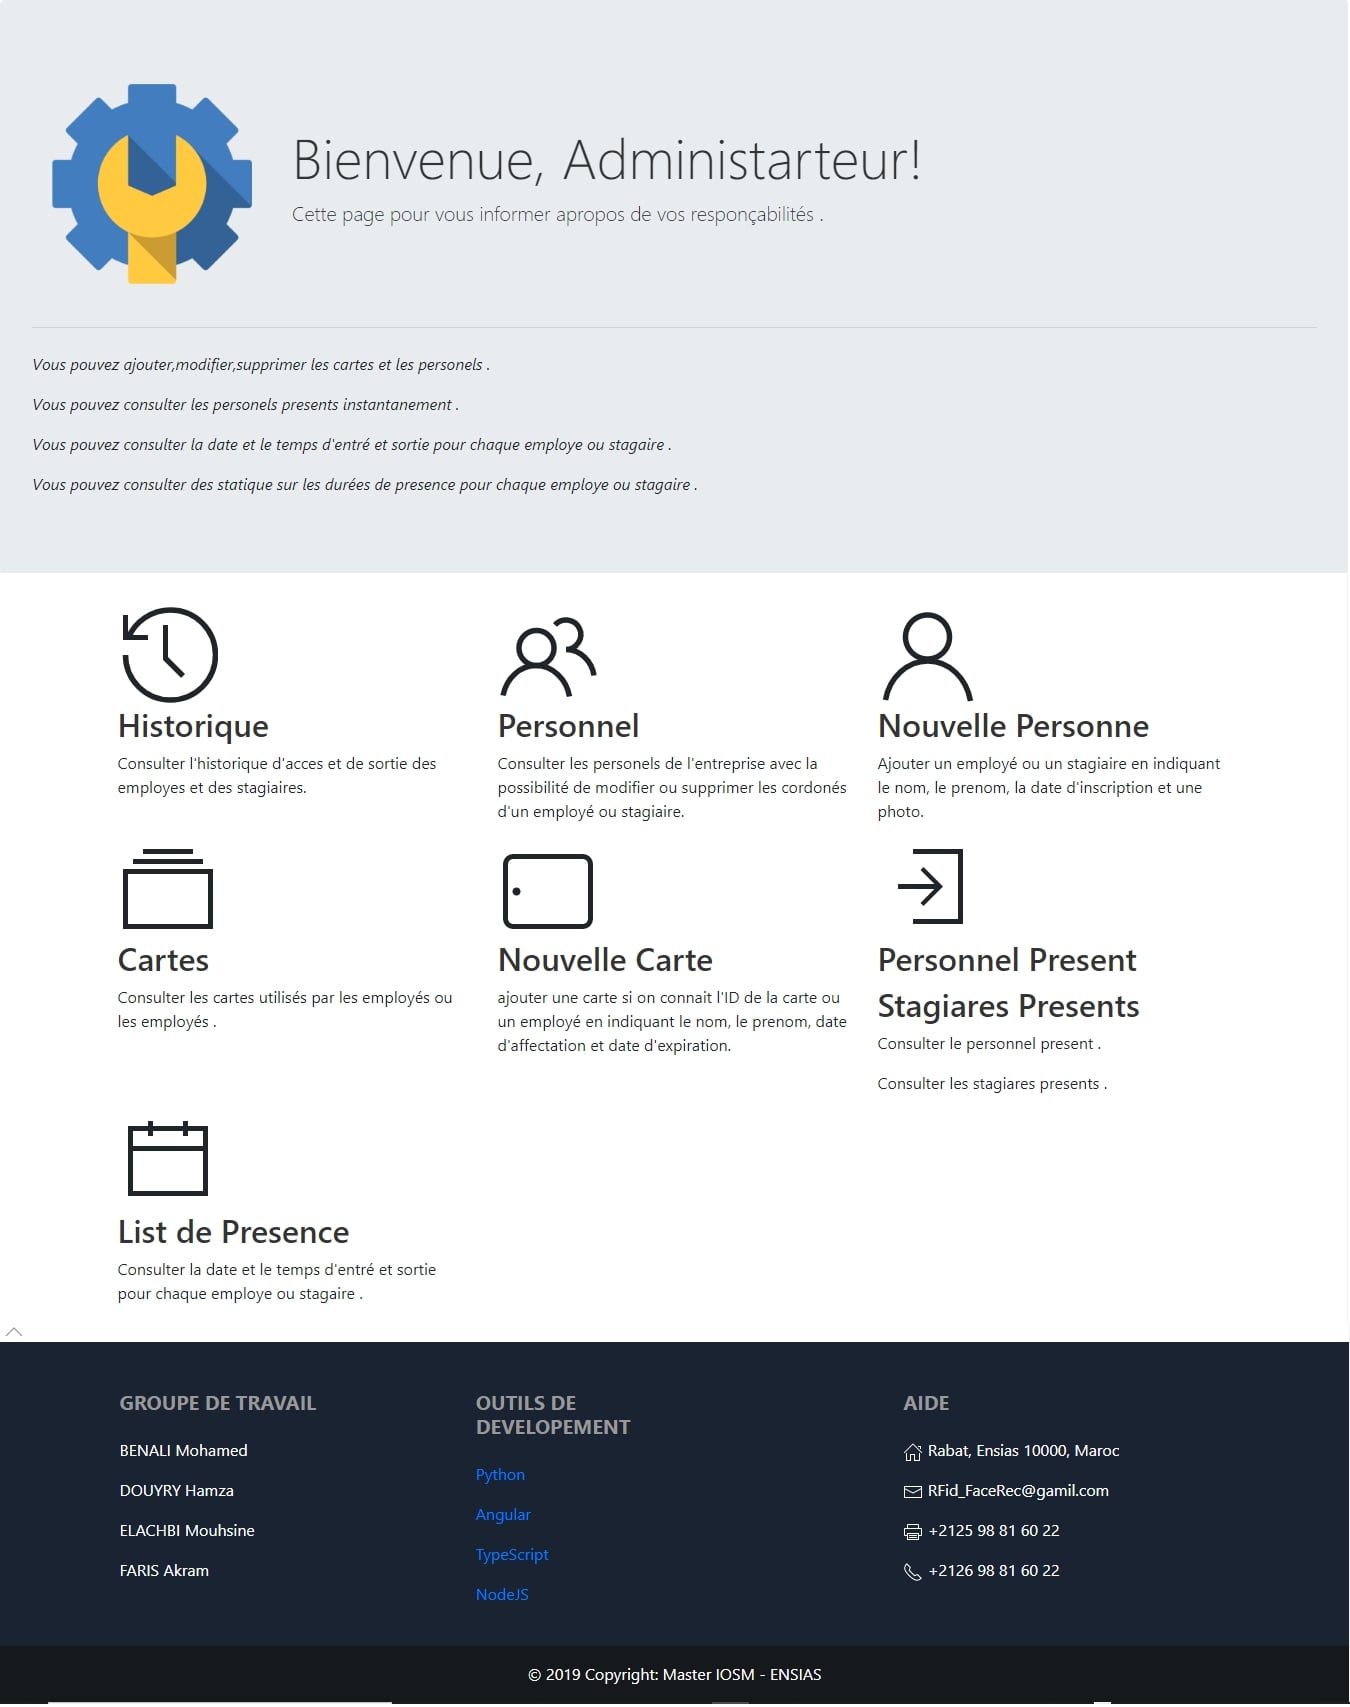 Bienvenue, Administarteur!
Cette page pour vous informer apropos de vos responçabilités .
Vous pouvez ajouter,modifier,supprimer les cartes et les personels .
Vous pouvez consulter les personels presents instantanement .
Vous pouvez consulter la date et le temps d'entré et sortie pour chaque employe ou stagaire .
Vous pouvez consulter des statique sur les durées de presence pour chaque employe ou stagaire .
Historique
Consulter l'historique d'acces et de sortie des
employes et des stagiaires.
Personnel
Consulter les personels de l'entreprise avec la
possibilité de modifier ou supprimer les cordonés
d'un employé ou stagiaire.
Nouvelle Personne
Ajouter un employé ou un stagiaire en indiquant
le nom, le prenom, la date d'inscription et une
photo.
Cartes
Consulter les cartes utilisés par les employés ou
les employés .
Nouvelle Carte
ajouter une carte si on connait l'ID de la carte ou
un employé en indiquant le nom, le prenom, date
d'affectation et date d'expiration.
Personnel Present
Stagiares Presents
Consulter le personnel present .
Consulter les stagiares presents .
List de Presence
Consulter la date et le temps d'entré et sortie
pour chaque employe ou stagaire .
GROUPE DE TRAVAIL
BENALI Mohamed
DOUYRY Hamza
ELACHBI Mouhsine
FARIS Akram
OUTILS DE
DEVELOPEMENT
Python
Angular
TypeScript
NodeJS
AIDE
Rabat, Ensias 10000, Maroc
RFid_FaceRec@gamil.com
+2125 98 81 60 22
+2126 98 81 60 22
© 2019 Copyright: Master IOSM - ENSIAS